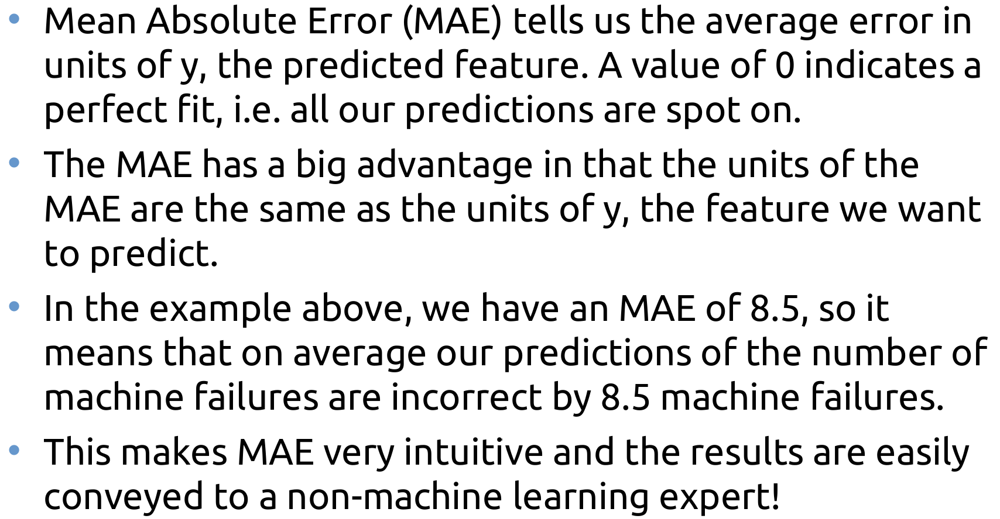 • Mean Absolute Error (MAE) tells us the average error in
units of y, the predicted feature. A value of 0 indicates a
perfect fit, i.e. all our predictions are spot on.
• The MAE has a big advantage in that the units of the
MAE are the same as the units of y, the feature we want
to predict.
• In the example above, we have an MAE of 8.5, so it
means that on average our predictions of the number of
machine failures are incorrect by 8.5 machine failures.
• This makes MAE very intuitive and the results are easily
conveyed to a non-machine learning expert!